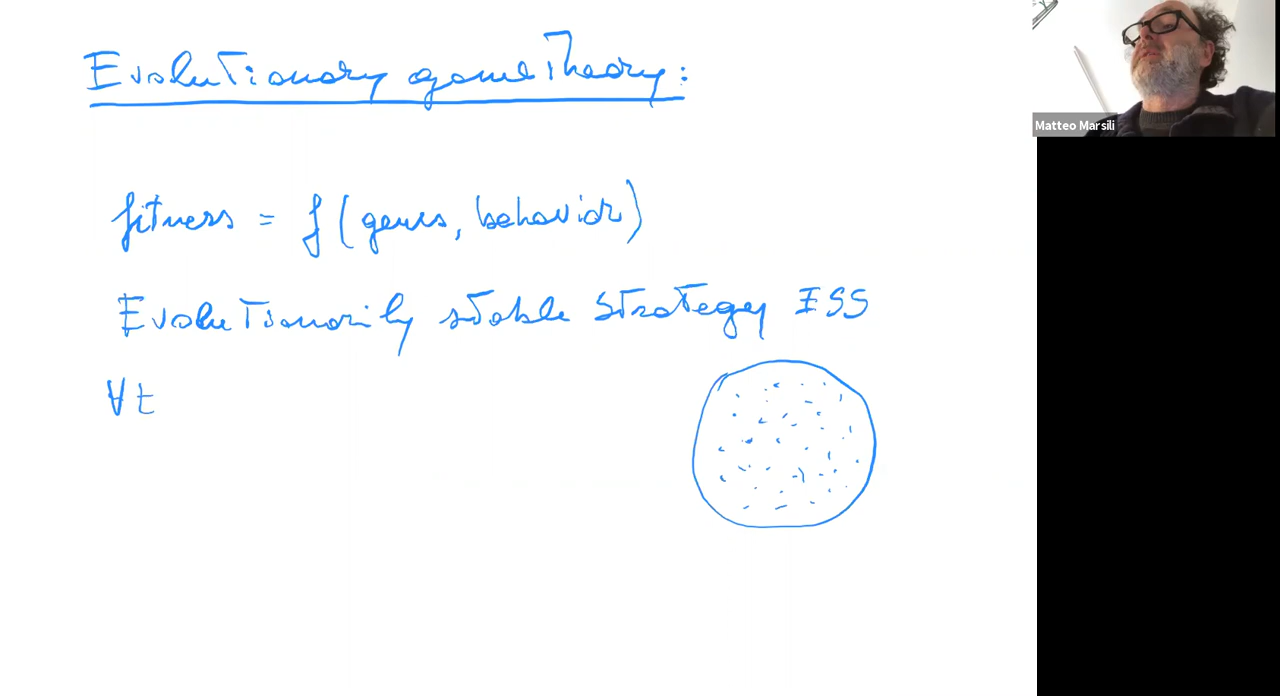 Evolutionary game Theory:
Matteo Marsili
fitness = f(genes, behavior)
Evolutionarily stable strategy ESS
∀t